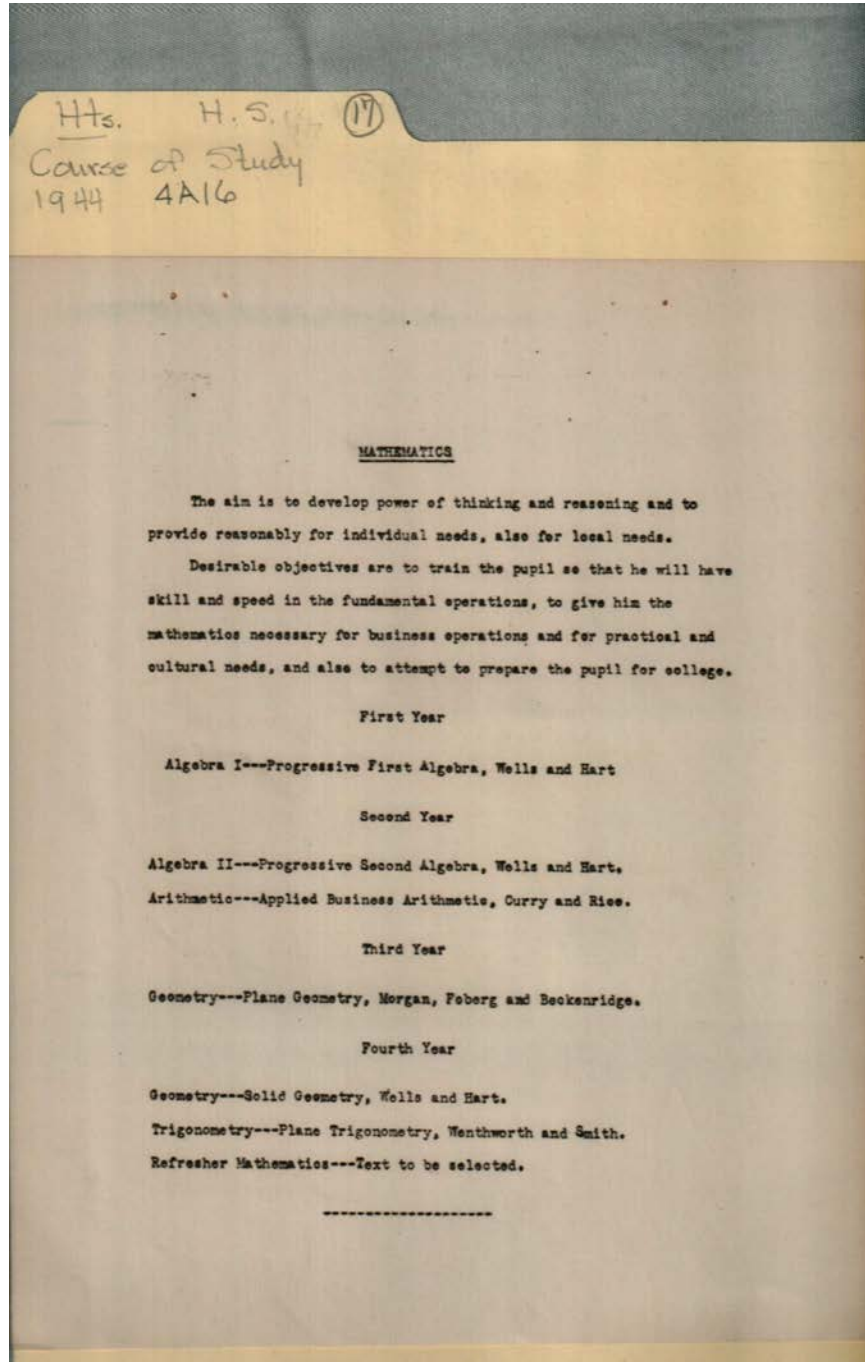 Hts. H.S. 17
Course of Study
1944 4A16
MATHEMATICS
The aim is to develop power of thinking and reasoning and to
provide reasonably for individual needs, also for local needs.
Desirable objectives are to train the pupil so that he will have
skill and speed in the fundamental operations, to give him the
mathematics necessary for business operations and for practical and
cultural needs, and also to attempt to prepare the pupil for college.
First Year
Algebra I---Progressive First Algebra, Wells and Hart
Second Year
Algebra II---Progressive Second Algebra, Wells and Hart.
Arithmetic---Applied Business Arithmetic, Curry and Rice.
Third Year
Geometry---Plane Geometry, Morgan, Foberg and Beckenridge.
Fourth Year
Geometry---Solid Geometry, Wells and Hart.
Trigonometry---Plane Trigonometry, Wenthworth and Smith.
Refresher Mathematics---Text to be selected.
--------------------